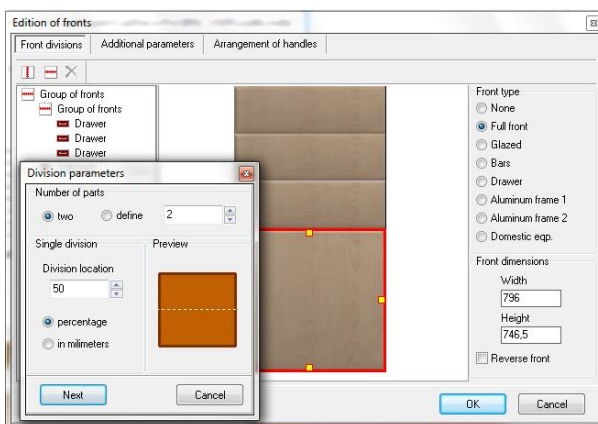 Edition of fronts
Front divisions Additional parameters Arrangement of handles
Group of fronts
Group of fronts
Drawer
Drawer
Drawer
Division parameters
Number of parts
two define 2
Single division Preview
Division location
50
percentage
in milimeters
Next Cancel
Front type
None
Full front
Glazed
Bars
Drawer
Aluminum frame 1
Aluminum frame 2
Domestic eqp.
Front dimensions
Width
796
Height
746,5
Reverse front
OK Cancel